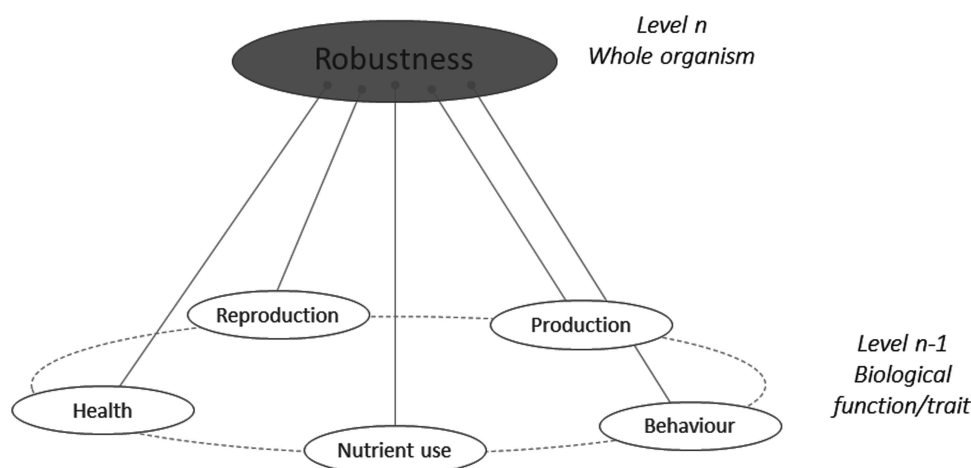 Robustness
Level n
Whole organism
Reproduction
Production
Health
Nutrient use
Behaviour
Level n-1
Biological
function/trait